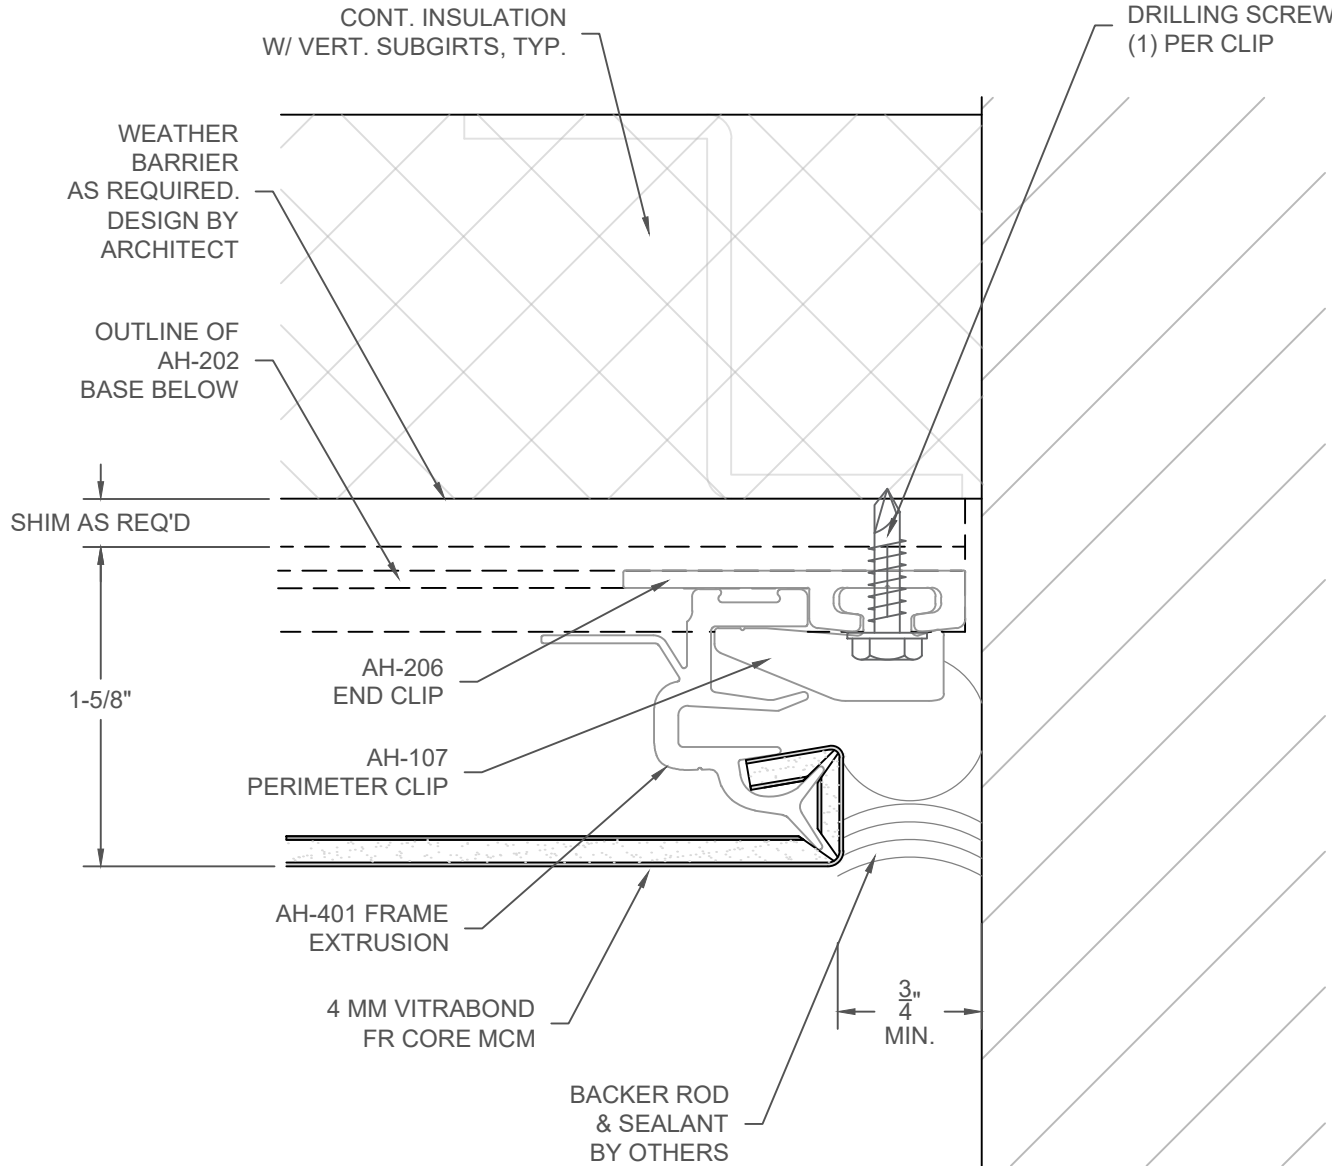 CONT. INSULATION
W/ VERT. SUBGIRTS, TYP.
DRILLING SCREW
(1) PER CLIP
WEATHER
BARRIER
AS REQUIRED.
DESIGN BY
ARCHITECT
OUTLINE OF
AH-202
BASE BELOW
SHIM AS REQ'D
1-5/8"
AH-206
END CLIP
AH-107
PERIMETER CLIP
AH-401 FRAME
EXTRUSION
4 MM VITRABOND
FR CORE MCM
3/4"
MIN.
BACKER ROD
& SEALANT
BY OTHERS